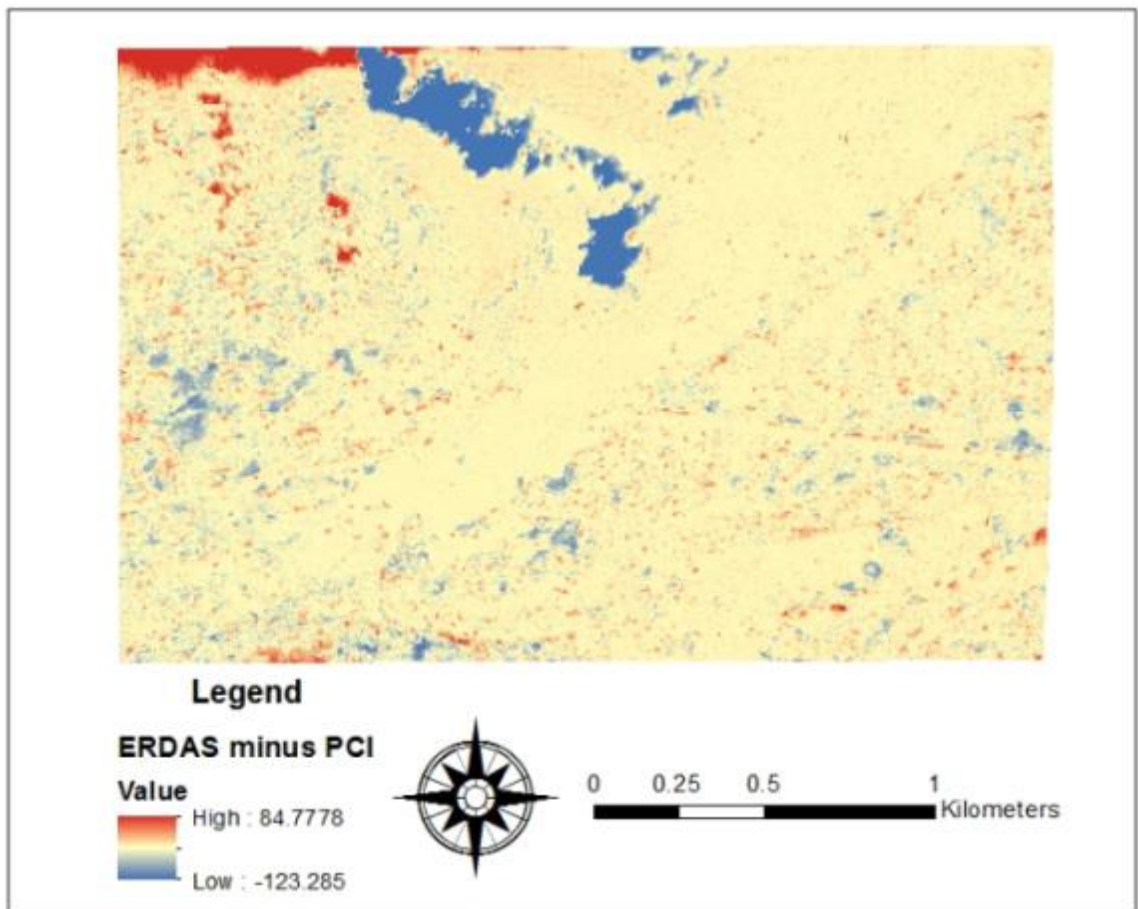 Legend
ERDAS minus PCI
Value
High : 84.7778
Low : -123.285
0 0.25 0.5 1
Kilometers